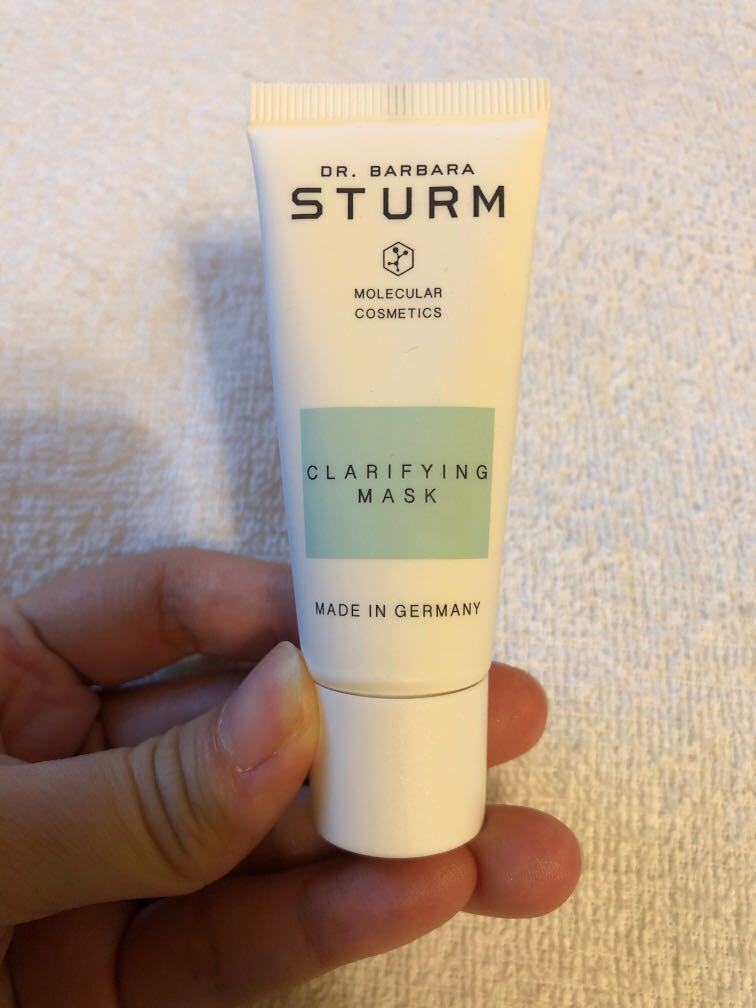 DR. BARBARA
STURM
MOLECULAR
COSMETICS
CLARIFYING
MASK
MADE IN GERMANY